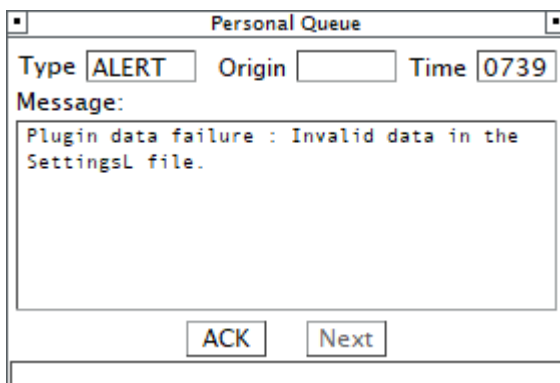 Personal Queue
Type ALERT Origin Time 0739
Message:
Plugin data failure : Invalid data in the
SettingsL file.
ACK Next